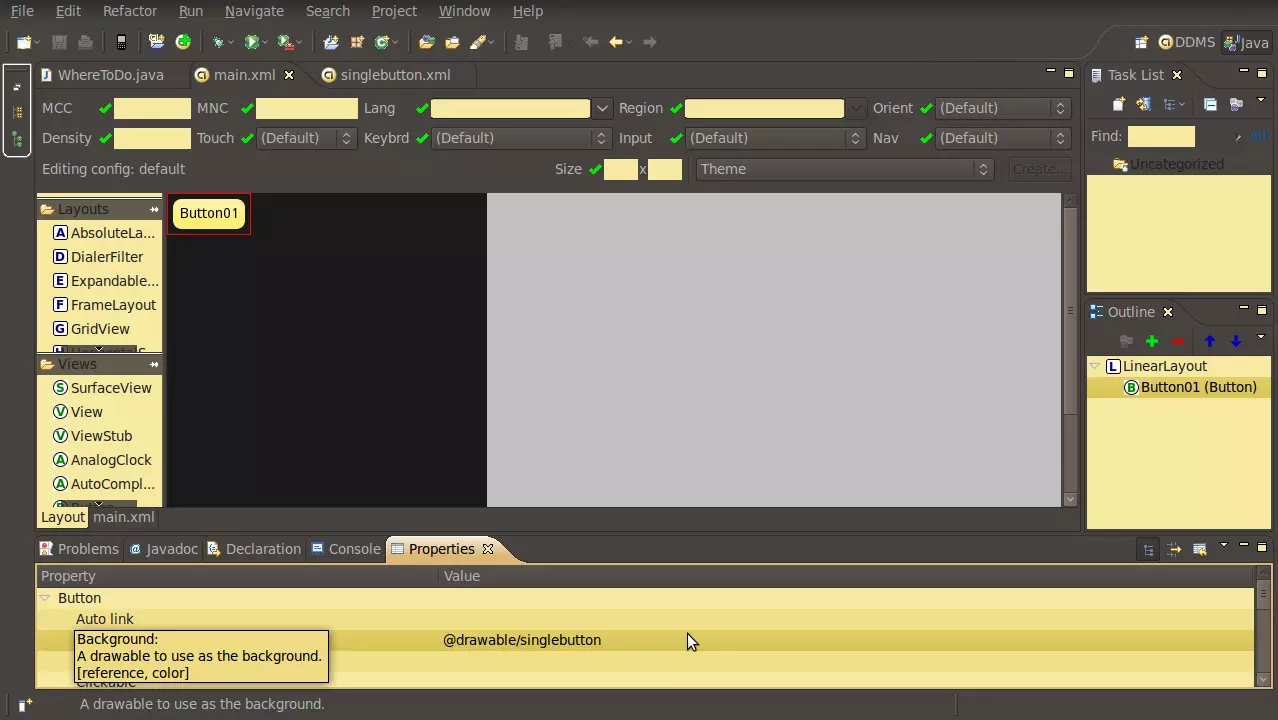 File Edit Refactor Run Navigate Search Project Window Help
DDMS Java
WhereToDo.java main.xml singlebutton.xml
Task List
MCC MNC Lang Region Orient (Default)
Density Touch (Default) Keybrd (Default) Input (Default) Nav (Default)
Find: All
Editing config: default Size x Theme Create...
Uncategorized
Layouts
AbsoluteLa...
DialerFilter
Expandable...
FrameLayout
GridView
Views
SurfaceView
View
ViewStub
AnalogClock
AutoCompl...
Button01
Outline
LinearLayout
Button01 (Button)
Layout main.xml
Problems Javadoc Declaration Console Properties
Property Value
Button
Auto link
Background:
A drawable to use as the background.
[reference, color]
@drawable/singlebutton
Clickable
A drawable to use as the background.